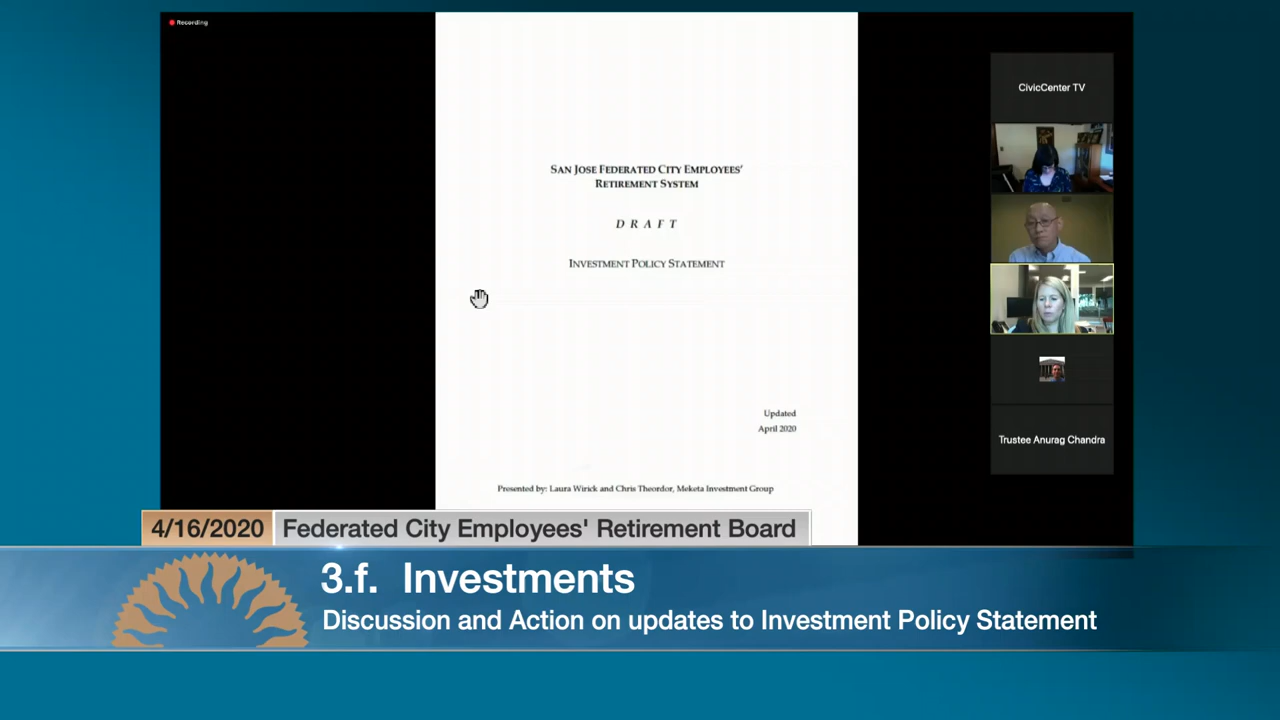 Recording
SAN JOSE FEDERATED CITY EMPLOYEES'
RETIREMENT SYSTEM
DRAFT
INVESTMENT POLICY STATEMENT
Updated
April 2020
Presented by: Laura Wirick and Chris Theordor, Meketa Investment Group
CivicCenter TV
Trustee Anurag Chandra
4/16/2020 Federated City Employees' Retirement Board
3.f. Investments
Discussion and Action on updates to Investment Policy Statement